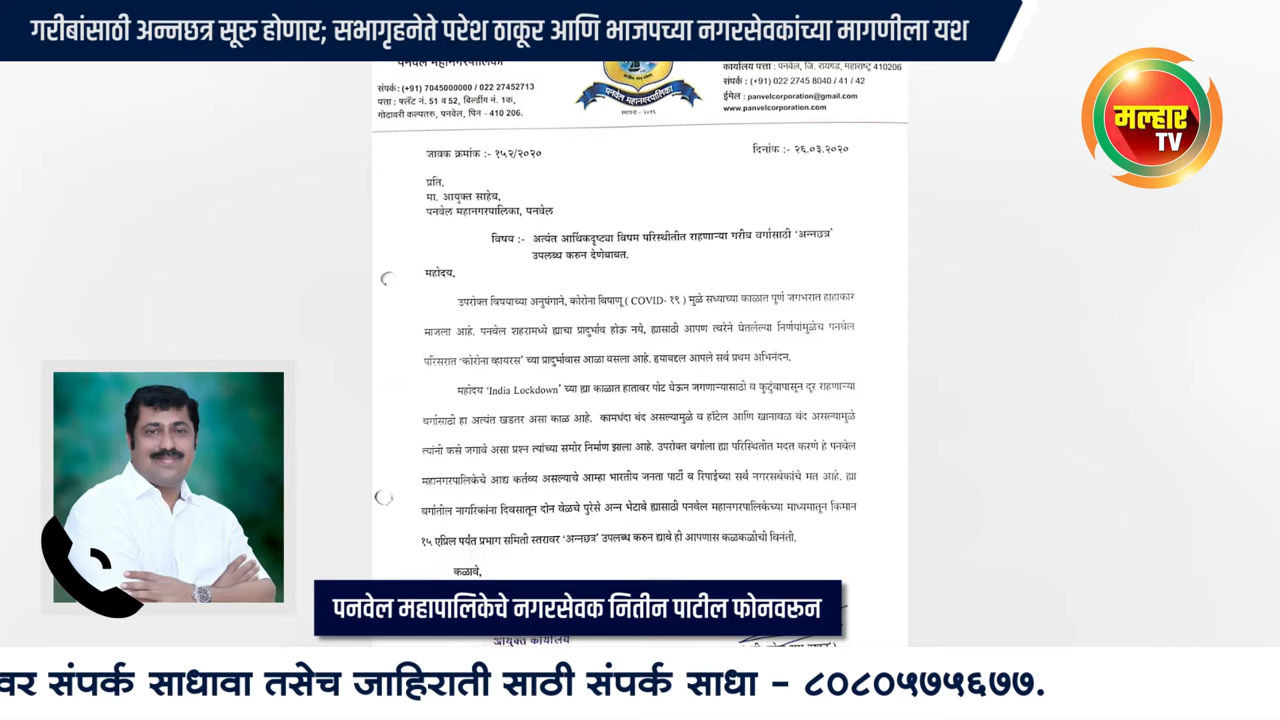 गरीबांसाठी अन्नछत्र सूरु होणार; सभागृहनेते परेश ठाकूर आणि भाजपच्या नगरसेवकांच्या मागणीला यश
पनवेल महानगरपालिका
संपर्क: (+91) 7045000000 / 022 27452713
पत्ता : फ्लॅट नं. 51 व 52, बिल्डींग नं. 1क,
गोदावरी कल्पतरु, पनवेल, पिन - 410 206.
पनवेल महानगरपालिका
स्थापना - २०१६
कार्यालय पत्ता : पनवेल, जि. रायगड, महाराष्ट्र 410206
संपर्क : (+91) 022 2745 8040 / 41 / 42
ईमेल : panvelcorporation@gmail.com
www.panvelcorporation.com
मल्हार
TV
जावक क्रमांक :- १५२/२०२०
दिनांक :- २६.०३.२०२०
प्रति,
मा. आयुक्त साहेब,
पनवेल महानगरपालिका, पनवेल
विषय :- अत्यंत आर्थिकदृष्ट्या विषम परिस्थीतीत राहणाऱ्या गरीब वर्गासाठी 'अन्नछत्र'
उपलब्ध करुन देणेबाबत.
महोदय,
उपरोक्त विषयाच्या अनुषंगाने, कोरोना विषाणू ( COVID- १९ ) मुळे सध्याच्या काळात पूर्ण जगभरात हाहाकार
माजला आहे. पनवेल शहरामध्ये ह्याचा प्रादुर्भाव होऊ नये, ह्यासाठी आपण त्वरेने घेतलेल्या निर्णयांमुळेच पनवेल
परिसरात 'कोरोना व्हायरस' च्या प्रादुर्भावास आळा बसला आहे. हयाबद्दल आपले सर्व प्रथम अभिनंदन.
महोदय 'India Lockdown' च्या ह्या काळात हातावर पोट घेऊन जगणाऱ्यासाठी व कुटुंबापासून दूर राहणाऱ्या
वर्गासाठी हा अत्यंत खडतर असा काळ आहे. कामधंदा बंद असल्यामुळे व हॉटेल आणि खानावळ बंद असल्यामुळे
त्यांनी कसे जगावे असा प्रश्न त्यांच्या समोर निर्माण झाला आहे. उपरोक्त वर्गाला ह्या परिस्थितीत मदत करणे हे पनवेल
महानगरपालिकेचे आद्य कर्तव्य असल्याचे आम्हा भारतीय जनता पार्टी व रिपाईच्या सर्व नगरसबेकांचे मत आहे. ह्या
वर्गातील नागरिकांना दिवसातून दोन वेळचे पुरेसे अन्न भेटावे ह्यासाठी पनवेल महानगरपालिकेच्या माध्यमातून किमान
१५ एप्रिल पर्यंत प्रभाग समिती स्तरावर 'अन्नछत्र' उपलब्ध करुन द्यावे ही आपणास कळकळीची विनंती.
कळावे,
पनवेल महापालिकेचे नगरसेवक नितीन पाटील फोनवरून
आयुक्त कार्यालय
वर संपर्क साधावा तसेच जाहिराती साठी संपर्क साधा - ८०८०५७५६७७.